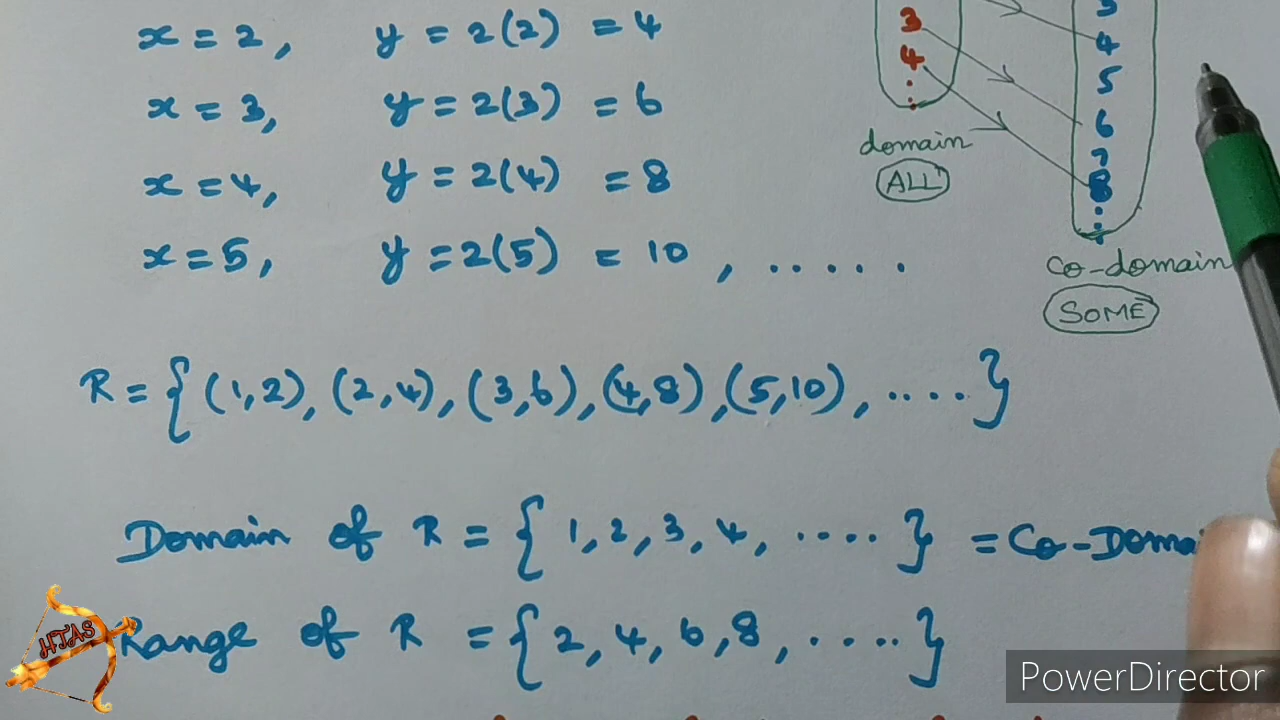 x = 2, y = 2(2) = 4
x = 3, y = 2(3) = 6
x = 4, y = 2(4) = 8
x = 5, y = 2(5) = 10, .....
3
4
:
4
5
6
7
8
:
domain
ALL
co-domain
SOME
R = {(1,2), (2,4), (3,6), (4,8), (5,10), ....}
Domain of R = {1, 2, 3, 4, ....} = Co-Domai
Range of R = {2, 4, 6, 8, ....}
HTAS
PowerDirector